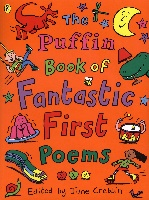 The
Puffin
Book of
Fantastic
First
Poems
Edited by June Crebbin